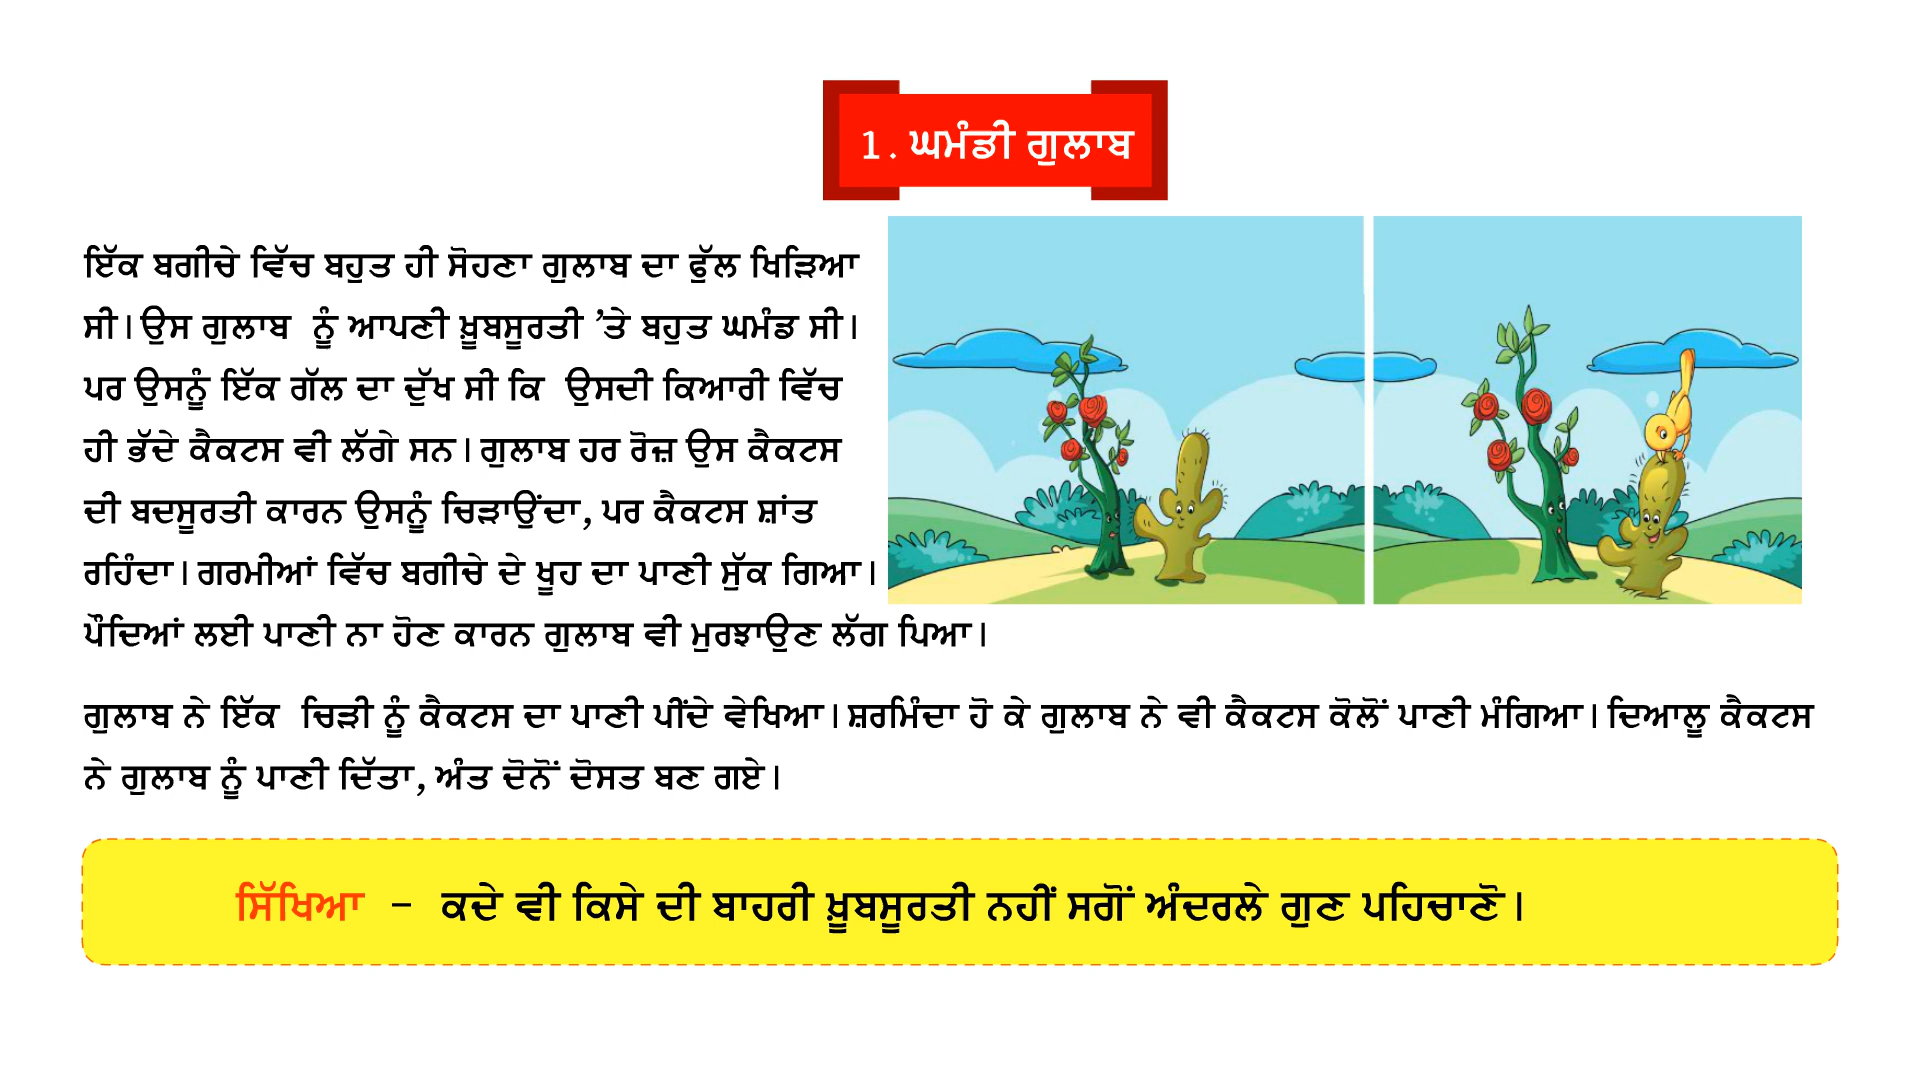 1. ਘਮੰਡੀ ਗੁਲਾਬ
ਇੱਕ ਬਗੀਚੇ ਵਿੱਚ ਬਹੁਤ ਹੀ ਸੋਹਣਾ ਗੁਲਾਬ ਦਾ ਫੁੱਲ ਖਿੜਿਆ
ਸੀ। ਉਸ ਗੁਲਾਬ  ਨੂੰ ਆਪਣੀ ਖ਼ੂਬਸੂਰਤੀ ’ਤੇ ਬਹੁਤ ਘਮੰਡ ਸੀ।
ਪਰ ਉਸਨੂੰ ਇੱਕ ਗੱਲ ਦਾ ਦੁੱਖ ਸੀ ਕਿ  ਉਸਦੀ ਕਿਆਰੀ ਵਿੱਚ
ਹੀ ਭੱਦੇ ਕੈਕਟਸ ਵੀ ਲੱਗੇ ਸਨ। ਗੁਲਾਬ ਹਰ ਰੋਜ਼ ਉਸ ਕੈਕਟਸ
ਦੀ ਬਦਸੂਰਤੀ ਕਾਰਨ ਉਸਨੂੰ ਚਿੜਾਉਂਦਾ, ਪਰ ਕੈਕਟਸ ਸ਼ਾਂਤ
ਰਹਿੰਦਾ। ਗਰਮੀਆਂ ਵਿੱਚ ਬਗੀਚੇ ਦੇ ਖੂਹ ਦਾ ਪਾਣੀ ਸੁੱਕ ਗਿਆ।
ਪੌਦਿਆਂ ਲਈ ਪਾਣੀ ਨਾ ਹੋਣ ਕਾਰਨ ਗੁਲਾਬ ਵੀ ਮੁਰਝਾਉਣ ਲੱਗ ਪਿਆ।
ਗੁਲਾਬ ਨੇ ਇੱਕ  ਚਿੜੀ ਨੂੰ ਕੈਕਟਸ ਦਾ ਪਾਣੀ ਪੀਂਦੇ ਵੇਖਿਆ। ਸ਼ਰਮਿੰਦਾ ਹੋ ਕੇ ਗੁਲਾਬ ਨੇ ਵੀ ਕੈਕਟਸ ਕੋਲੋਂ ਪਾਣੀ ਮੰਗਿਆ। ਦਿਆਲੂ ਕੈਕਟਸ
ਨੇ ਗੁਲਾਬ ਨੂੰ ਪਾਣੀ ਦਿੱਤਾ, ਅੰਤ ਦੋਨੋਂ ਦੋਸਤ ਬਣ ਗਏ।
ਸਿੱਖਿਆ – ਕਦੇ ਵੀ ਕਿਸੇ ਦੀ ਬਾਹਰੀ ਖ਼ੂਬਸੂਰਤੀ ਨਹੀਂ ਸਗੋਂ ਅੰਦਰਲੇ ਗੁਣ ਪਹਿਚਾਣੋ।